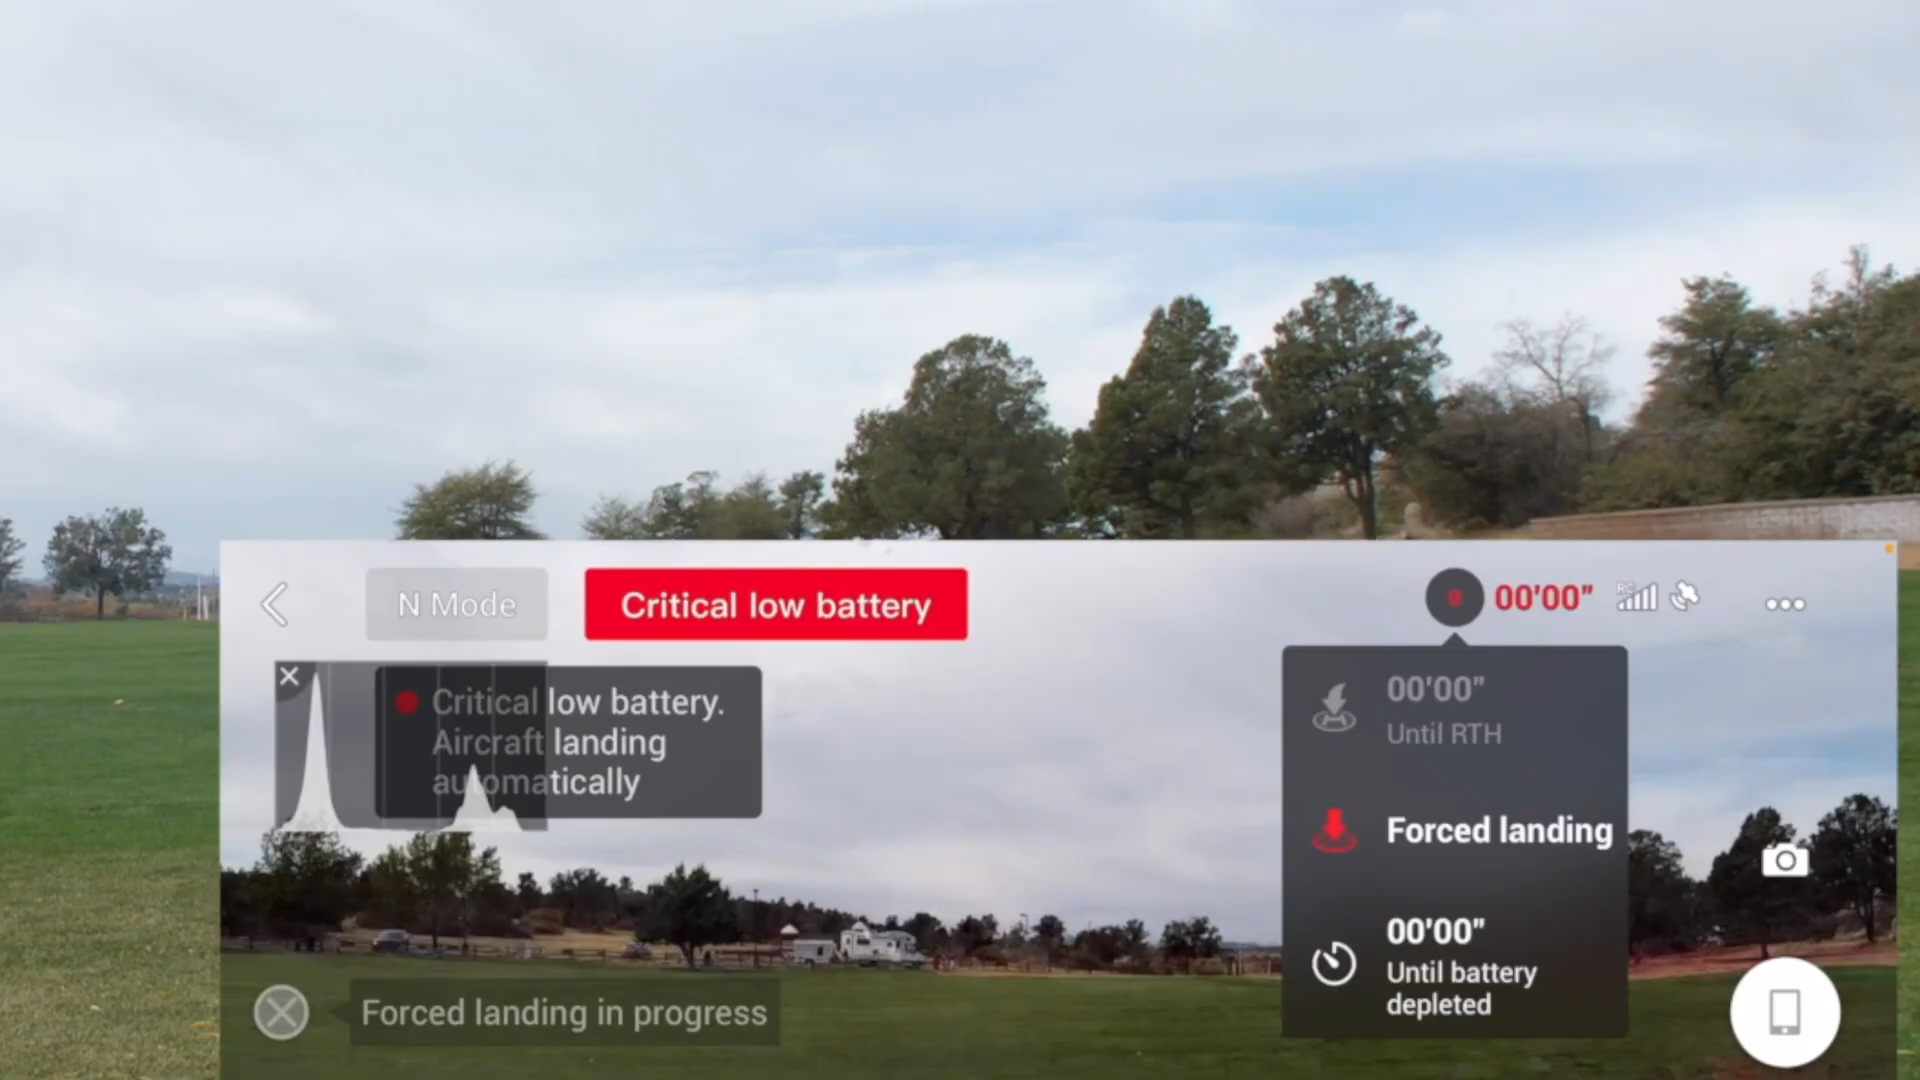 N Mode
Critical low battery
00'00"
RC
Critical low battery.
Aircraft landing
automatically
00'00"
Until RTH
Forced landing
00'00"
Until battery
depleted
Forced landing in progress